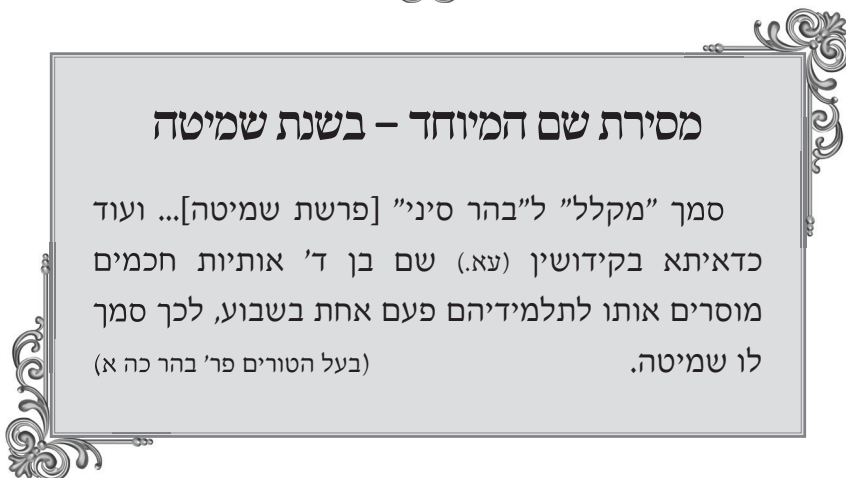 מסירת שם המיוחד – בשנת שמיטה
סמך "מקלל" ל"בהר סיני" [פרשת שמיטה]... ועוד
כדאיתא בקידושין (עא.) שם בן ד' אותיות חכמים
מוסרים אותו לתלמידיהם פעם אחת בשבוע, לכך סמך
לו שמיטה. (בעל הטורים פר' בהר כה א)